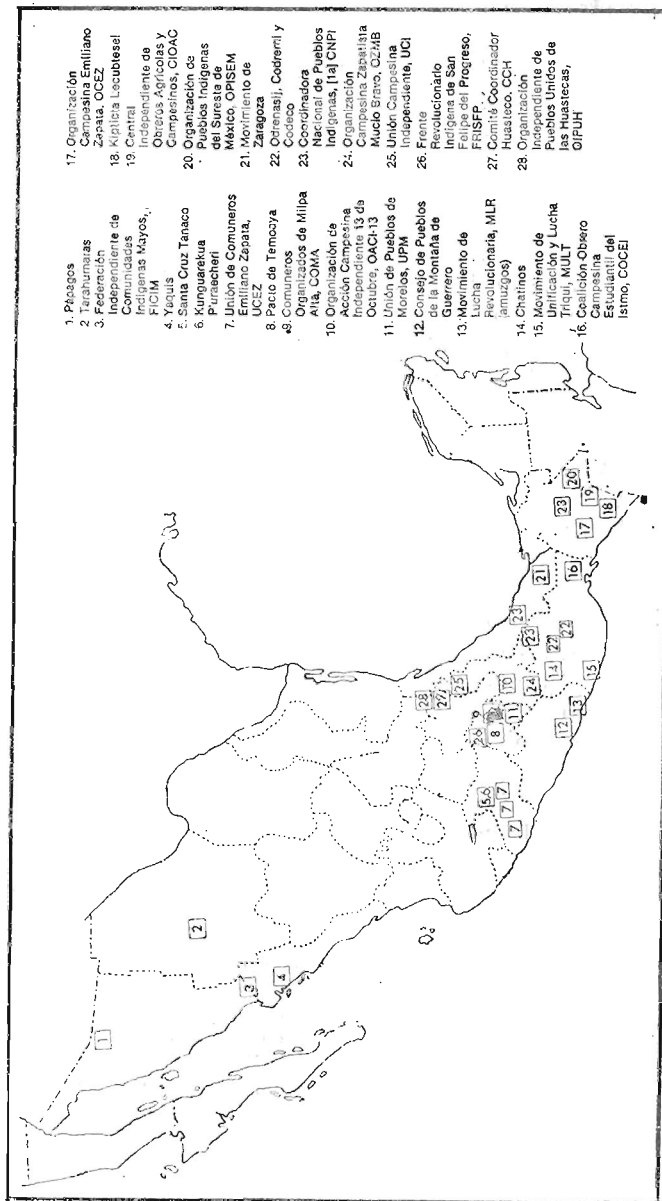 1. Pápagos
2 Tarahumaras
3. Federación
Independiente de
Comunidades
Indígenas Mayos,
FICIM
4. Yaquis
5. Santa Cruz Tanaco
6. Kunguarekua
P'uraecheri
7. Unión de Comuneros
Emiliano Zapata,
UCEZ
8. Pacto de Temoaya
9. Comuneros
Organizados de Milpa
Alta, COMA
10. Organización de
Acción Campesina
Independiente 13 de
Octubre, OACI-13
11. Unión de Pueblos de
Morelos, UPM
12. Consejo de Pueblos
de la Montaña de
Guerrero
13. Movimiento de
Lucha
Revolucionaria, MLR
(amuzgos)
14. Chatinos
15. Movimiento de
Unificación y Lucha
Triqui, MULT
16. Coalición Obrero
Campesina
Estudiantil del
Istmo, COCEI
17. Organización
Campesina Emiliano
Zapata, OCEZ
18. Kiptic ta Lecubtesel
19. Central
Independiente de
Obreros Agrícolas y
Campesinos, CIOAC
20. Organización de
Pueblos Indígenas
del Sureste de
México, OPISEM
21. Movimiento de
Zaragoza
22. Odrenasij, Codremi y
Codeco
23. Coordinadora
Nacional de Pueblos
Indígenas, [1a] CNPI
24. Organización
Campesina Zapatista
Mucio Bravo, OZMB
25. Unión Campesina
Independiente, UCI
26. Frente
Revolucionario
Indígena de San
Felipe del Progreso,
FRISFP
27. Comité Coordinador
Huasteco, CCH
28. Organización
Independiente de
Pueblos Unidos de
las Huastecas,
OIPUH
1
2
3
4
28
27
25
26
9
8
10
11
5.6
7
7
7
24
23
23
22
22
14
12
13
15
21
16
23
20
17
19
18